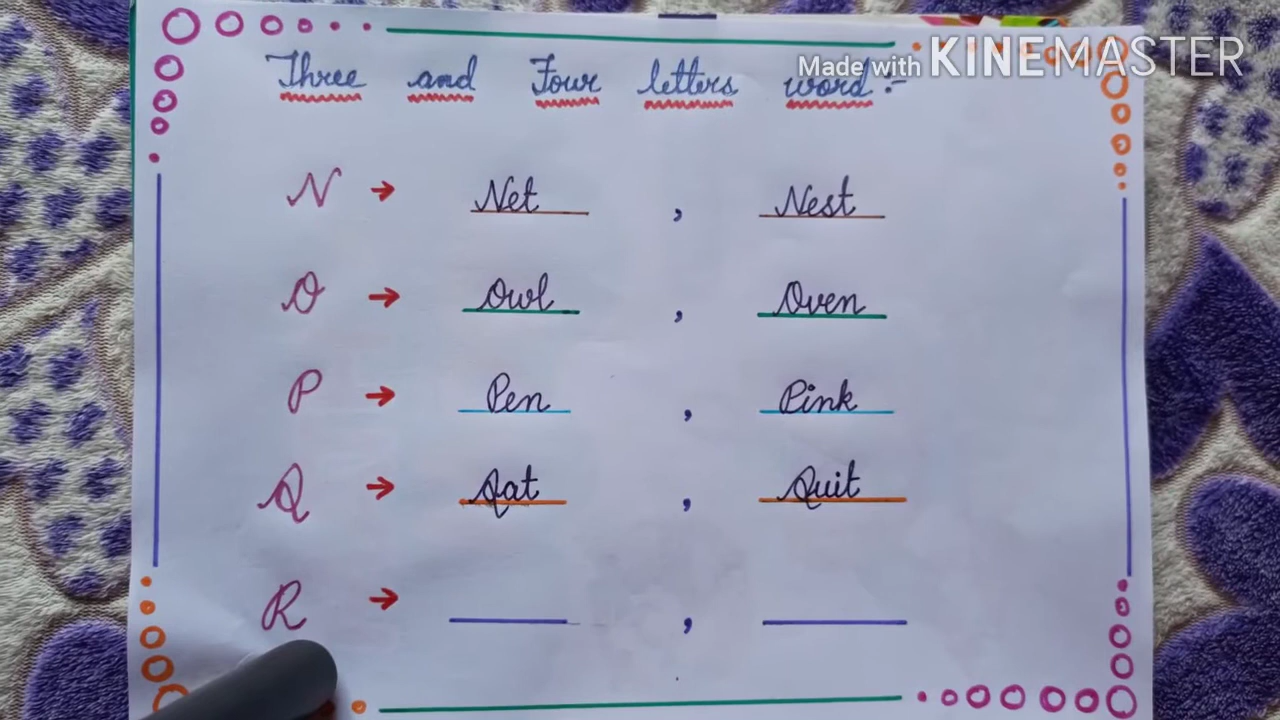 Made with KINEMASTER
Three and Four letters word :-
N → Net , Nest
O → Owl , Oven
P → Pen , Pink
Q → Qat , Quit
R → ,